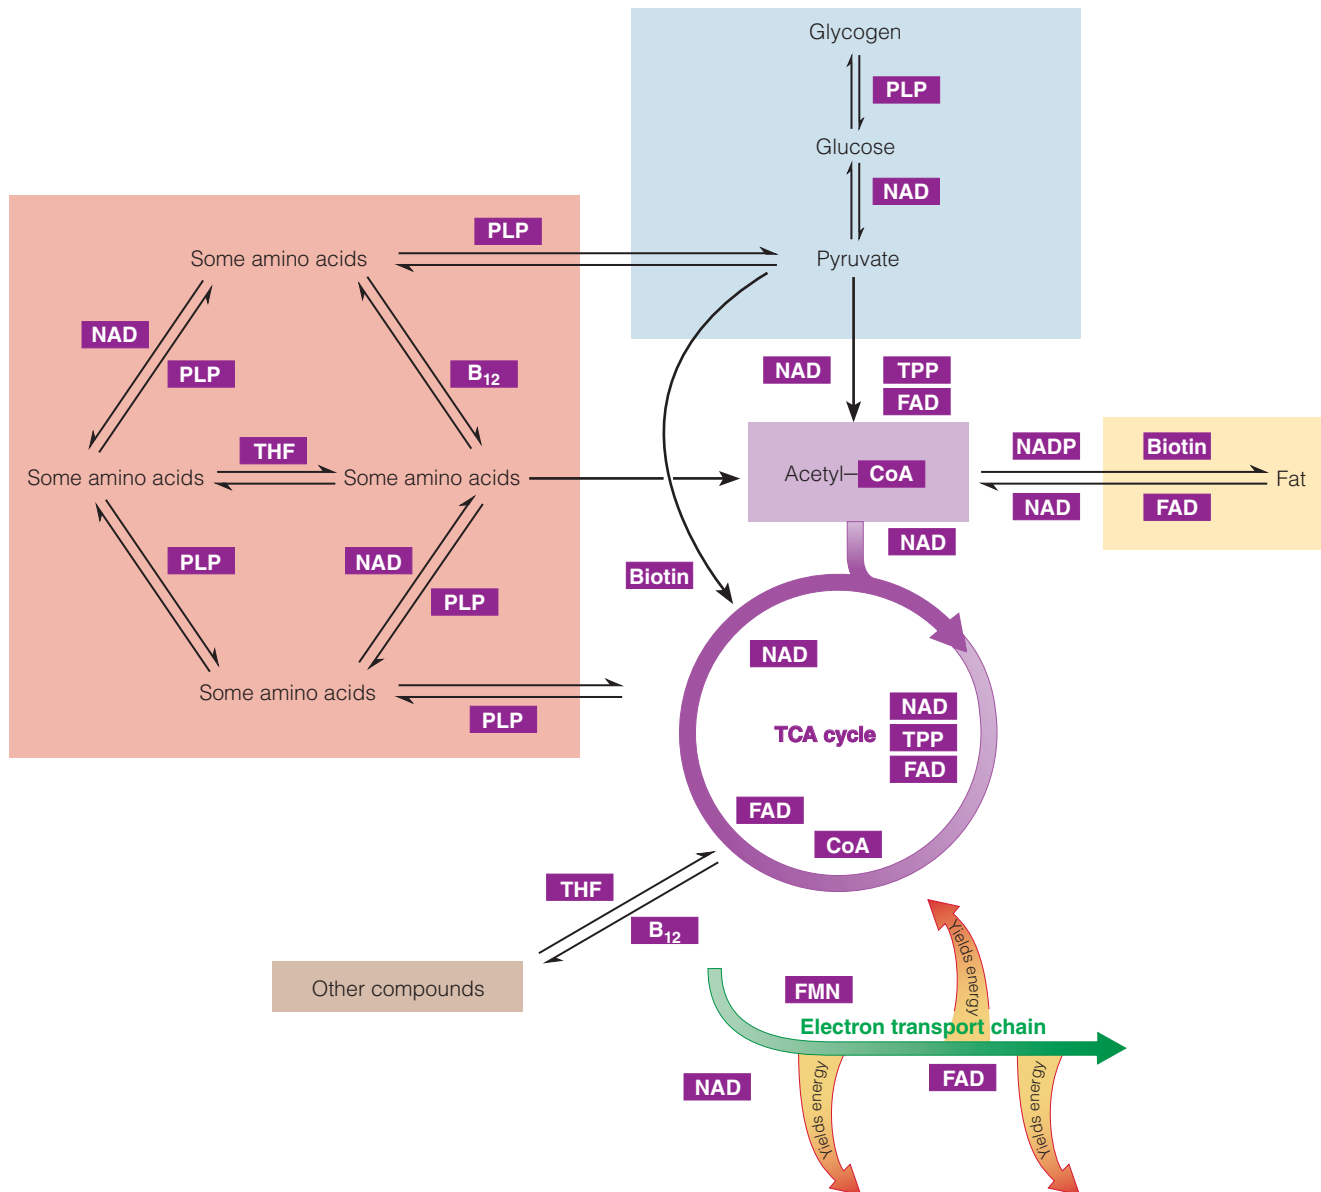 Glycogen
PLP
Glucose
NAD
PLP
Some amino acids
Pyruvate
NAD
PLP
B12
NAD
TPP
FAD
THF
NADP
Biotin
Some amino acids
Some amino acids
Acetyl–CoA
Fat
NAD
FAD
NAD
PLP
NAD
Biotin
PLP
NAD
Some amino acids
PLP
NAD
TCA cycle
TPP
FAD
FAD
CoA
THF
B12
Other compounds
Yields energy
FMN
Electron transport chain
NAD
FAD
Yields energy
Yields energy